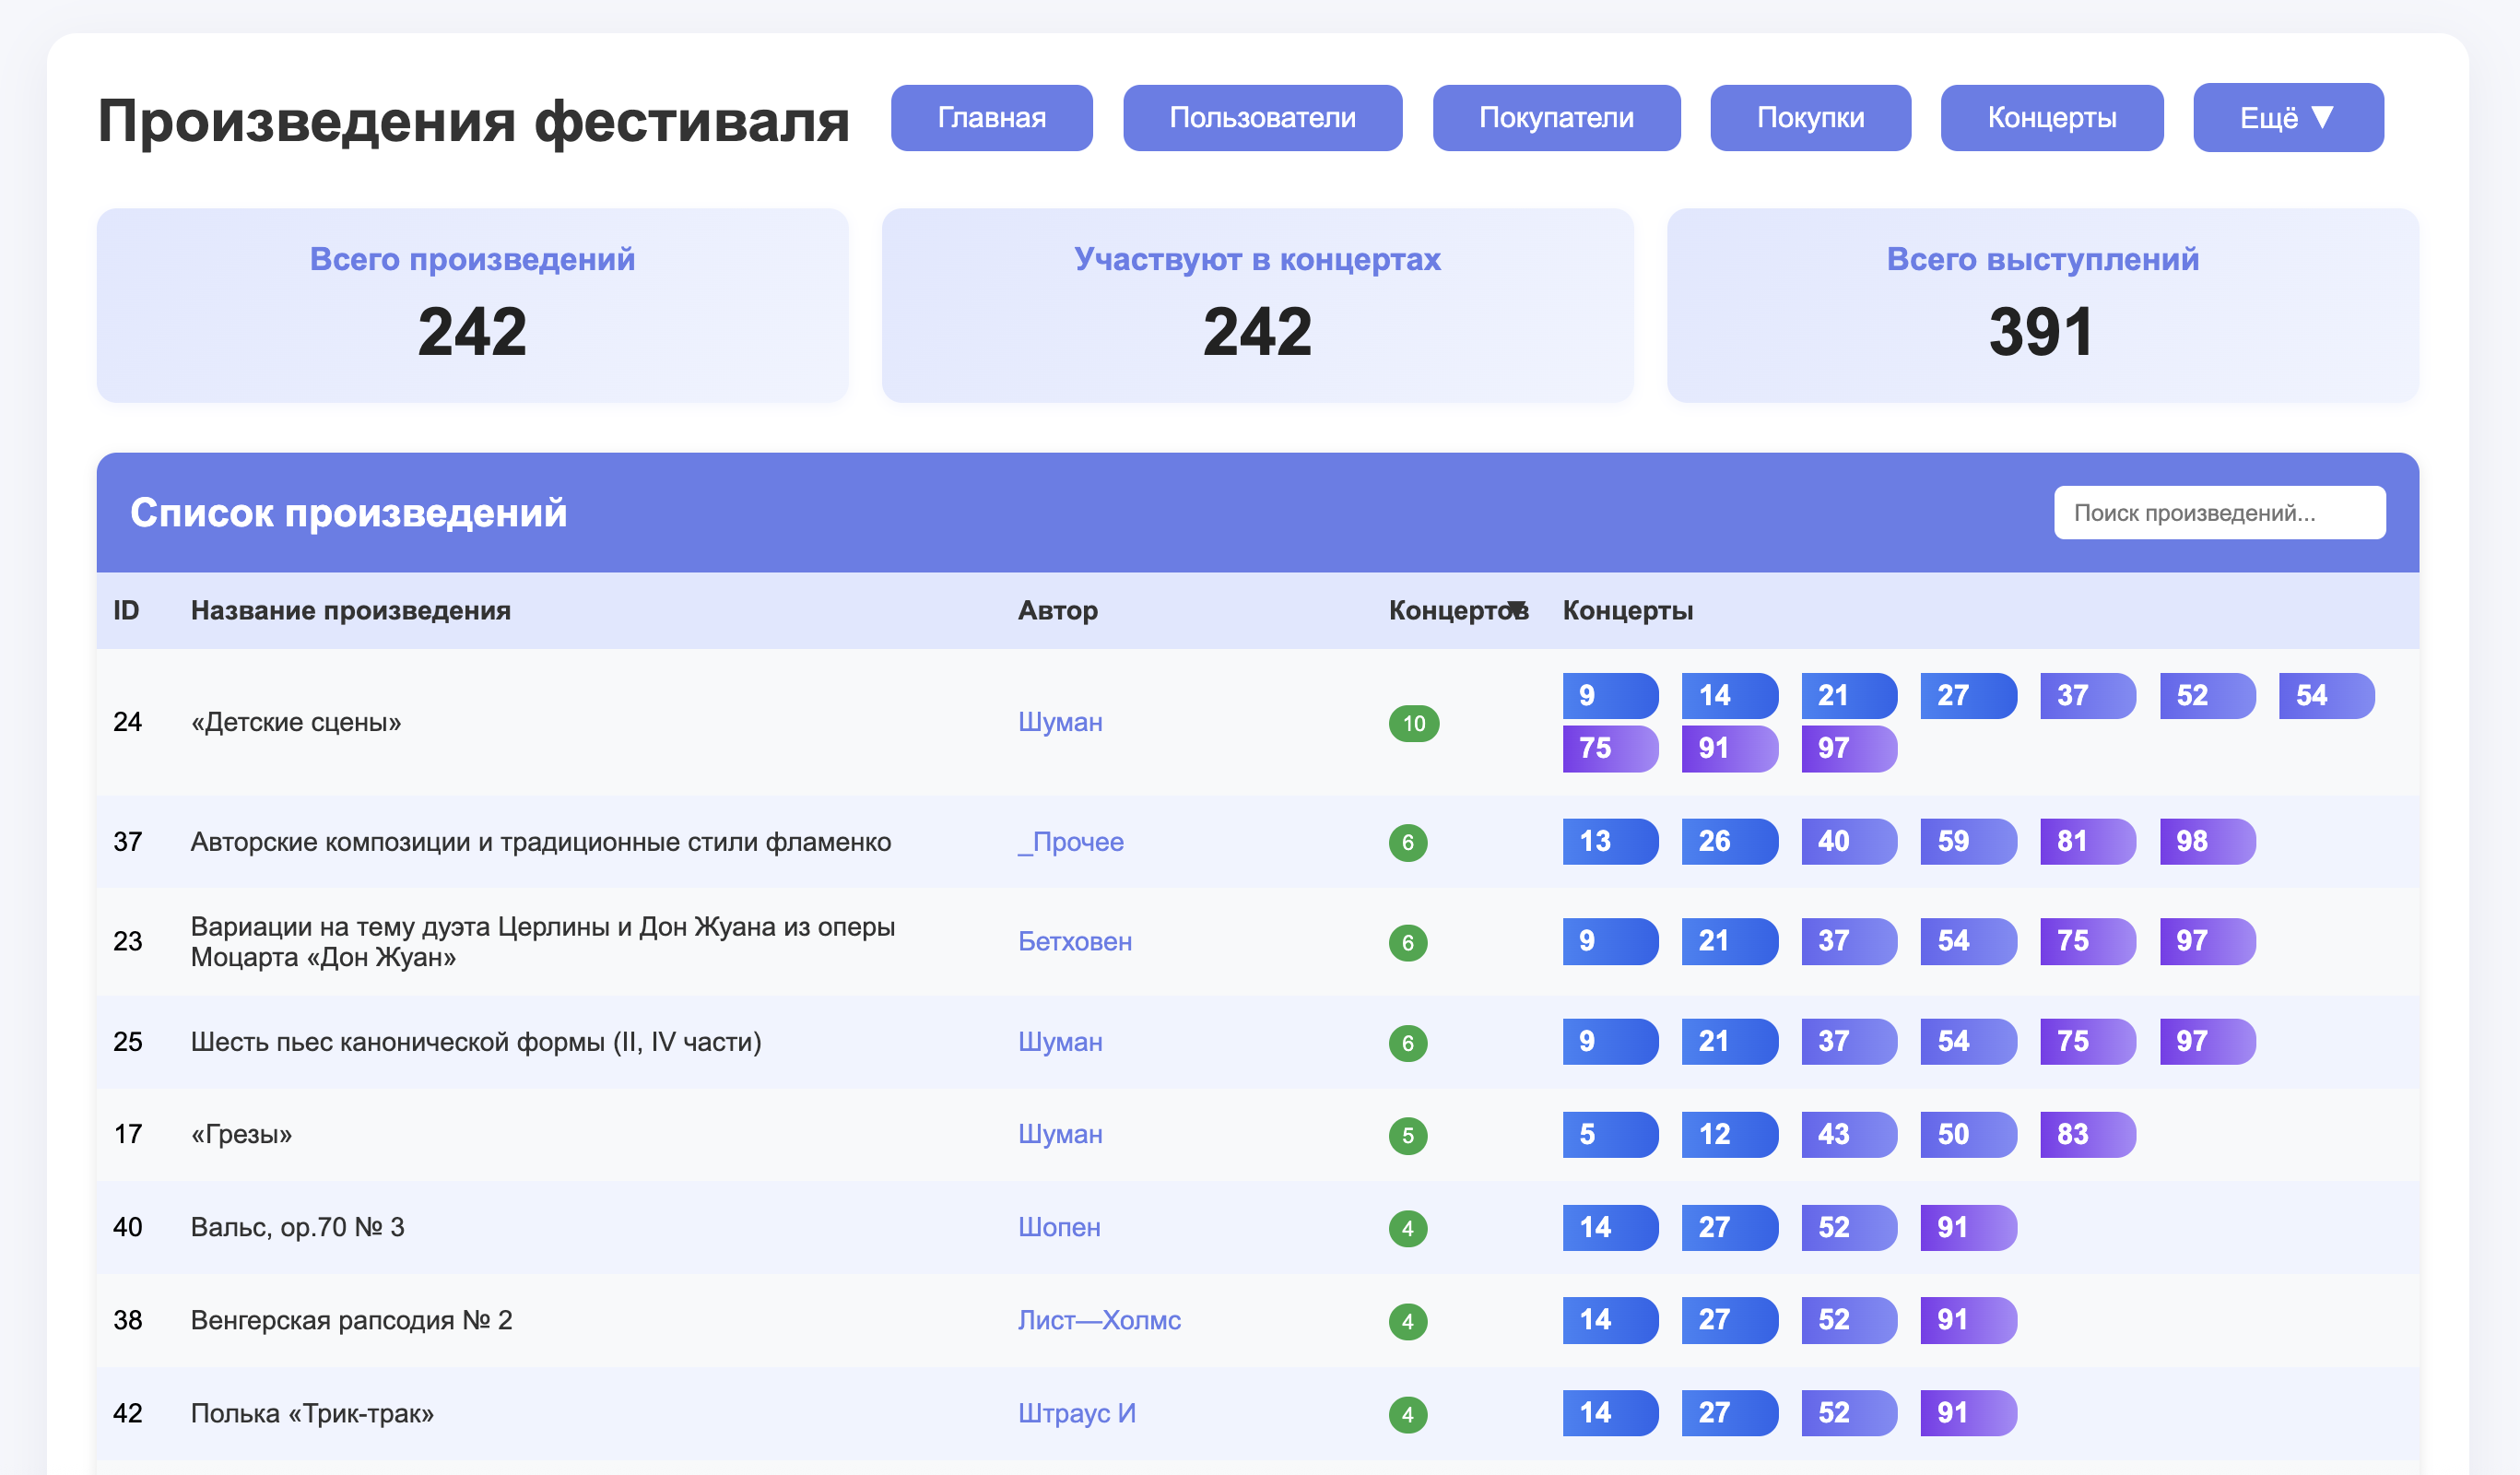 Произведения фестиваля Главная Пользователи Покупатели Покупки Концерты Ещё ▼
Всего произведений Участвуют в концертах Всего выступлений
242 242 391
Список произведений Поиск произведений...
ID Название произведения Автор Концертов ▼ Концерты
24 «Детские сцены» Шуман 10 9 14 21 27 37 52 54
75 91 97
37 Авторские композиции и традиционные стили фламенко _Прочее 6 13 26 40 59 81 98
23 Вариации на тему дуэта Церлины и Дон Жуана из оперы
Моцарта «Дон Жуан» Бетховен 6 9 21 37 54 75 97
25 Шесть пьес канонической формы (II, IV части) Шуман 6 9 21 37 54 75 97
17 «Грезы» Шуман 5 5 12 43 50 83
40 Вальс, ор.70 № 3 Шопен 4 14 27 52 91
38 Венгерская рапсодия № 2 Лист—Холмс 4 14 27 52 91
42 Полька «Трик-трак» Штраус И 4 14 27 52 91